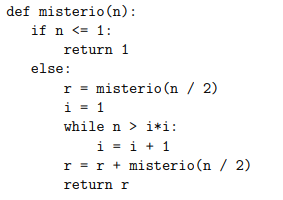 def misterio(n):
    if n <= 1:
        return 1
    else:
        r = misterio(n / 2)
        i = 1
        while n > i*i:
            i = i + 1
        r = r + misterio(n / 2)
        return r